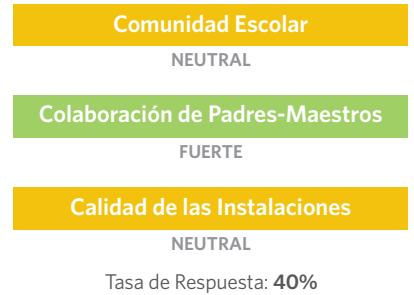 Comunidad Escolar
NEUTRAL
Colaboración de Padres-Maestros
FUERTE
Calidad de las Instalaciones
NEUTRAL
Tasa de Respuesta: 40%